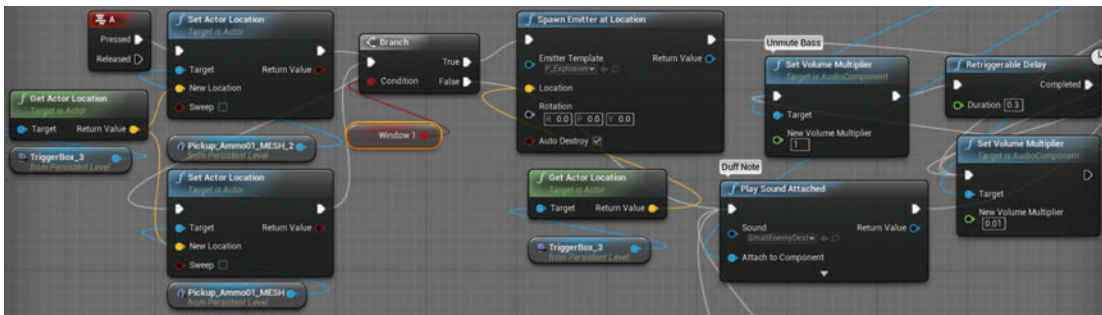 A
Pressed
Released
Set Actor Location
Target is Actor
Target Return Value
New Location
Sweep
Get Actor Location
Target is Actor
Target Return Value
TriggerBox_3
from Persistent Level
Pickup_Ammo01_MESH_2
from Persistent Level
Set Actor Location
Target is Actor
Target Return Value
New Location
Sweep
Pickup_Ammo01_MESH
from Persistent Level
Branch
True
Condition False
Window 1
Spawn Emitter at Location
Emitter Template Return Value
P_Explosion
Location
Rotation
R 0.0 P 0.0 Y 0.0
Auto Destroy
Get Actor Location
Target is Actor
Target Return Value
TriggerBox_3
from Persistent Level
Unmute Bass
Set Volume Multiplier
Target is AudioComponent
Target
New Volume Multiplier
1
Duff Note
Play Sound Attached
Sound Return Value
SmallEnemyDest
Attach to Component
Retriggerable Delay
Completed
Duration 0.3
Set Volume Multiplier
Target is AudioComponent
Target
New Volume Multiplier
0.01